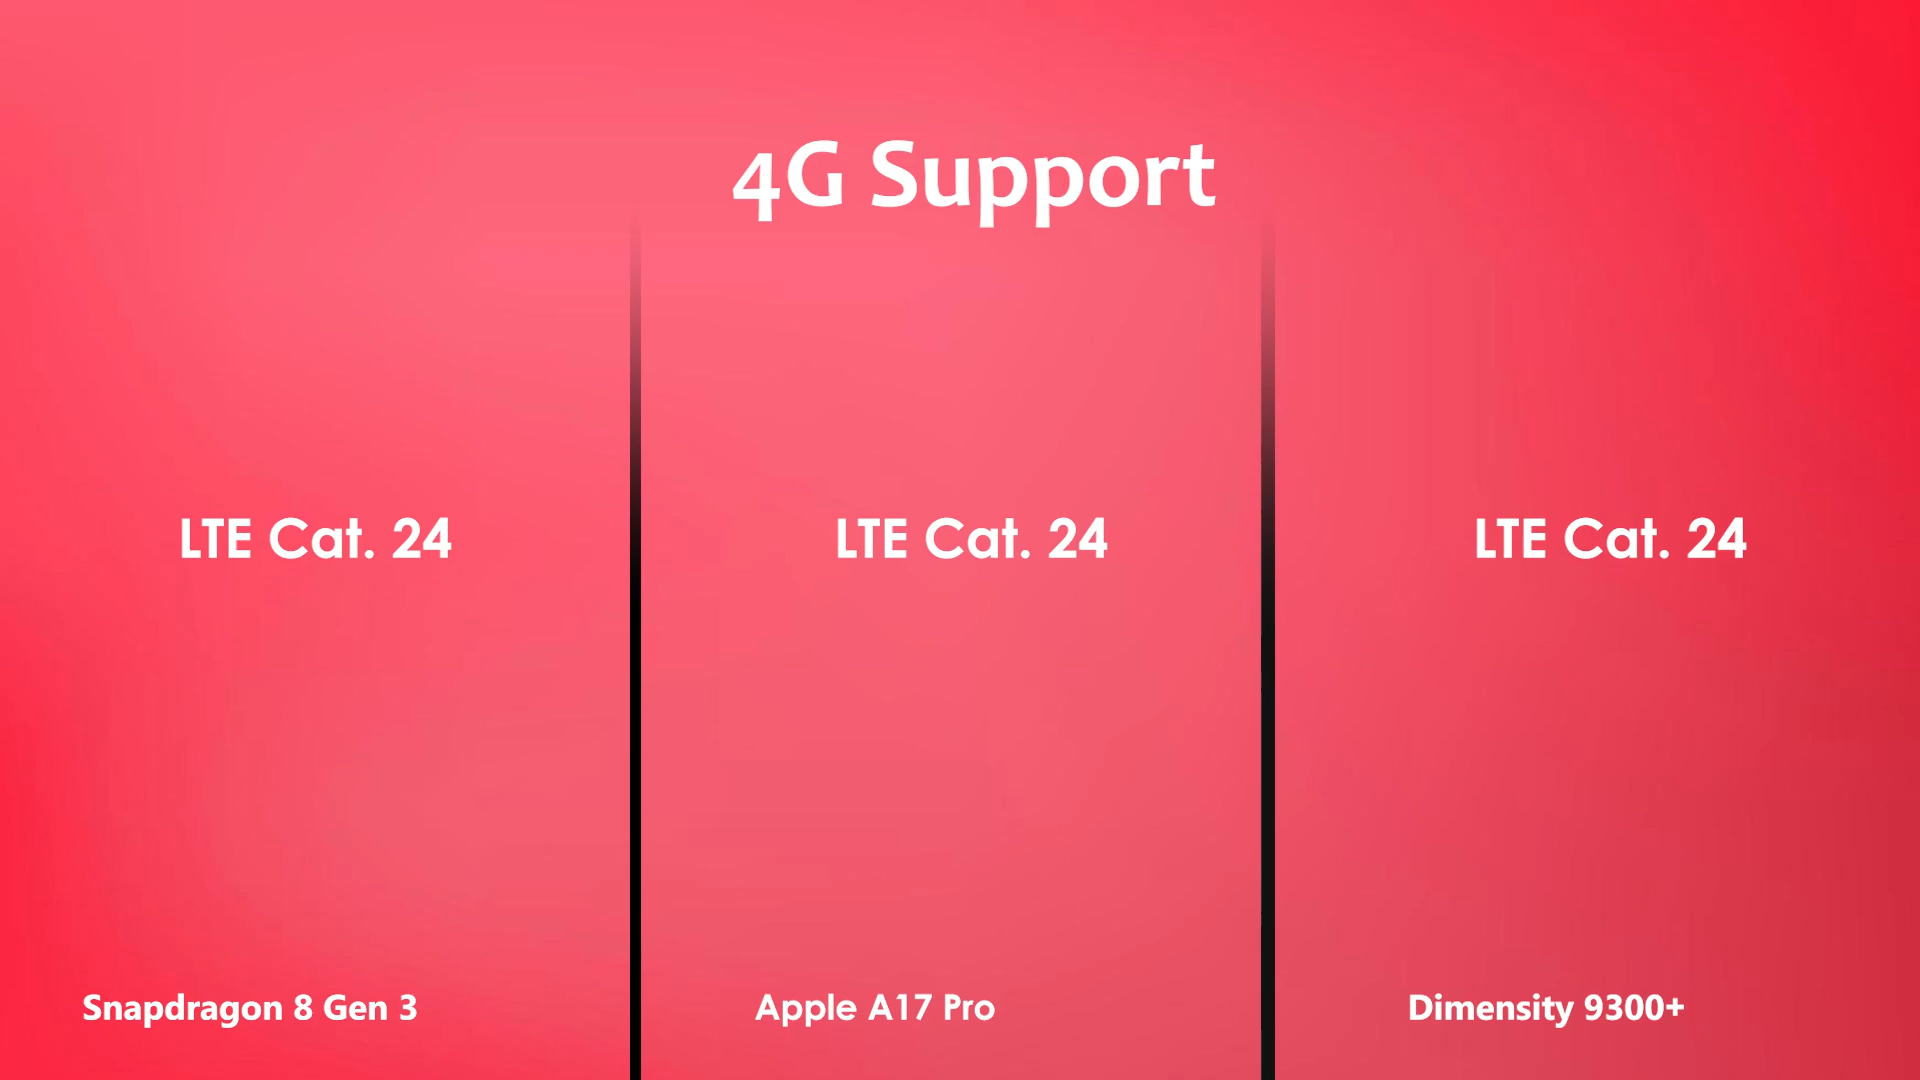 4G Support
LTE Cat. 24
LTE Cat. 24
LTE Cat. 24
Snapdragon 8 Gen 3
Apple A17 Pro
Dimensity 9300+